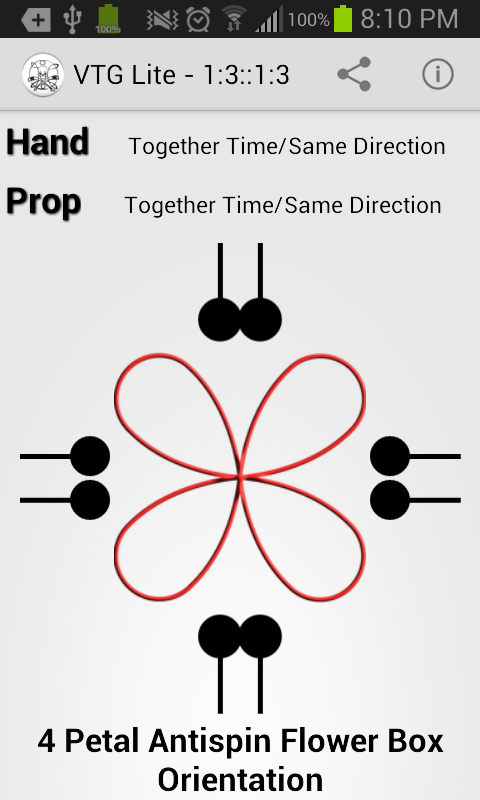 100% 100% 8:10 PM
VTG Lite - 1:3::1:3
Hand Together Time/Same Direction
Prop Together Time/Same Direction
4 Petal Antispin Flower Box
Orientation